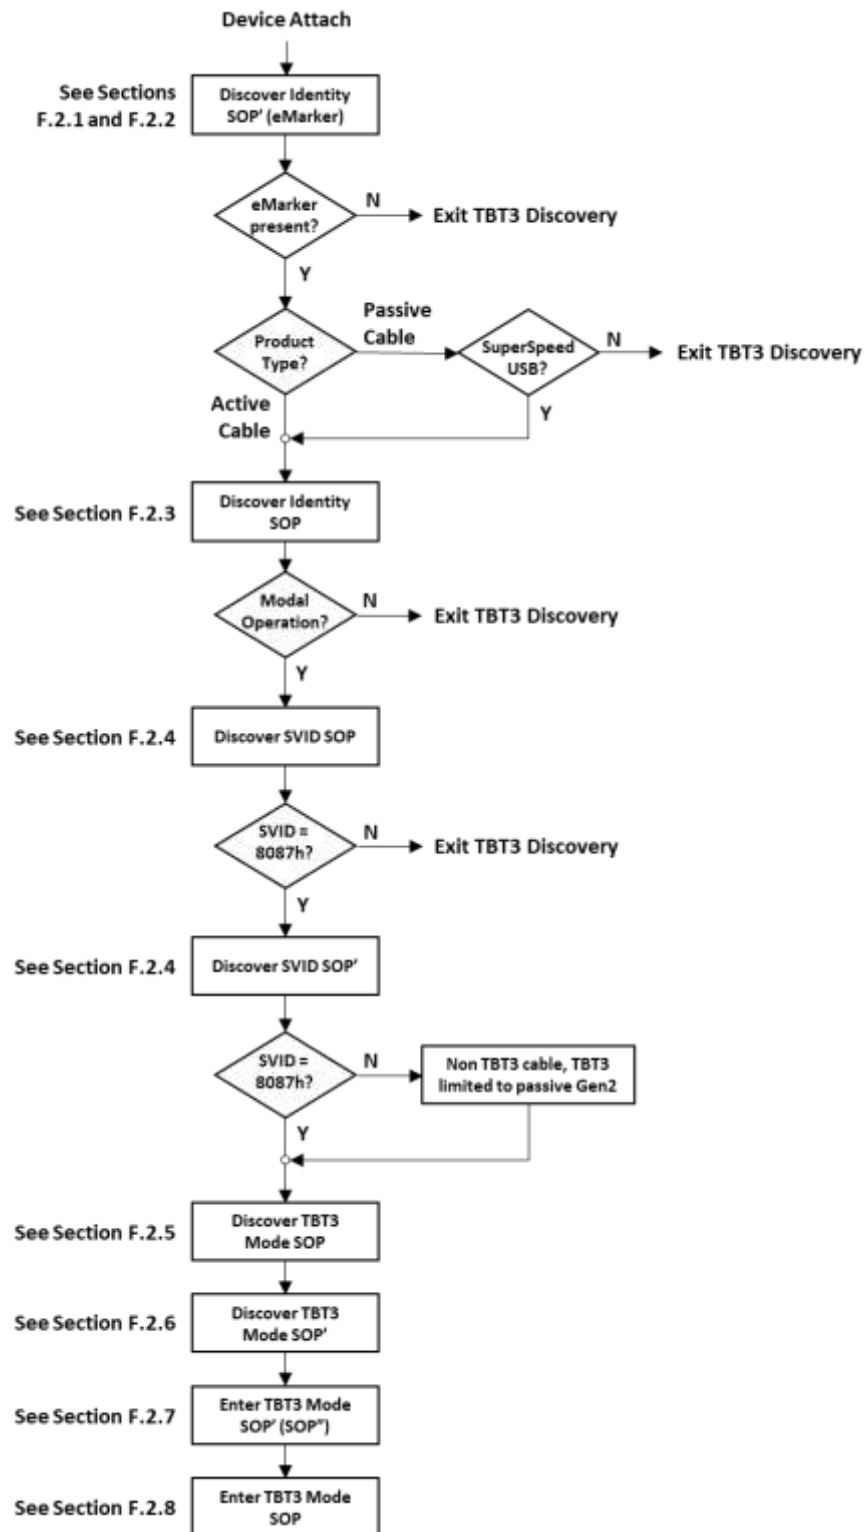 Device Attach
See Sections
F.2.1 and F.2.2
Discover Identity
SOP' (eMarker)
eMarker
present?
N
Exit TBT3 Discovery
Y
Product
Type?
Passive
Cable
SuperSpeed
USB?
N
Exit TBT3 Discovery
Active
Cable
Y
See Section F.2.3
Discover Identity
SOP
Modal
Operation?
N
Exit TBT3 Discovery
Y
See Section F.2.4
Discover SVID SOP
SVID =
8087h?
N
Exit TBT3 Discovery
Y
See Section F.2.4
Discover SVID SOP'
SVID =
8087h?
N
Non TBT3 cable, TBT3
limited to passive Gen2
Y
See Section F.2.5
Discover TBT3
Mode SOP
See Section F.2.6
Discover TBT3
Mode SOP'
See Section F.2.7
Enter TBT3 Mode
SOP' (SOP")
See Section F.2.8
Enter TBT3 Mode
SOP